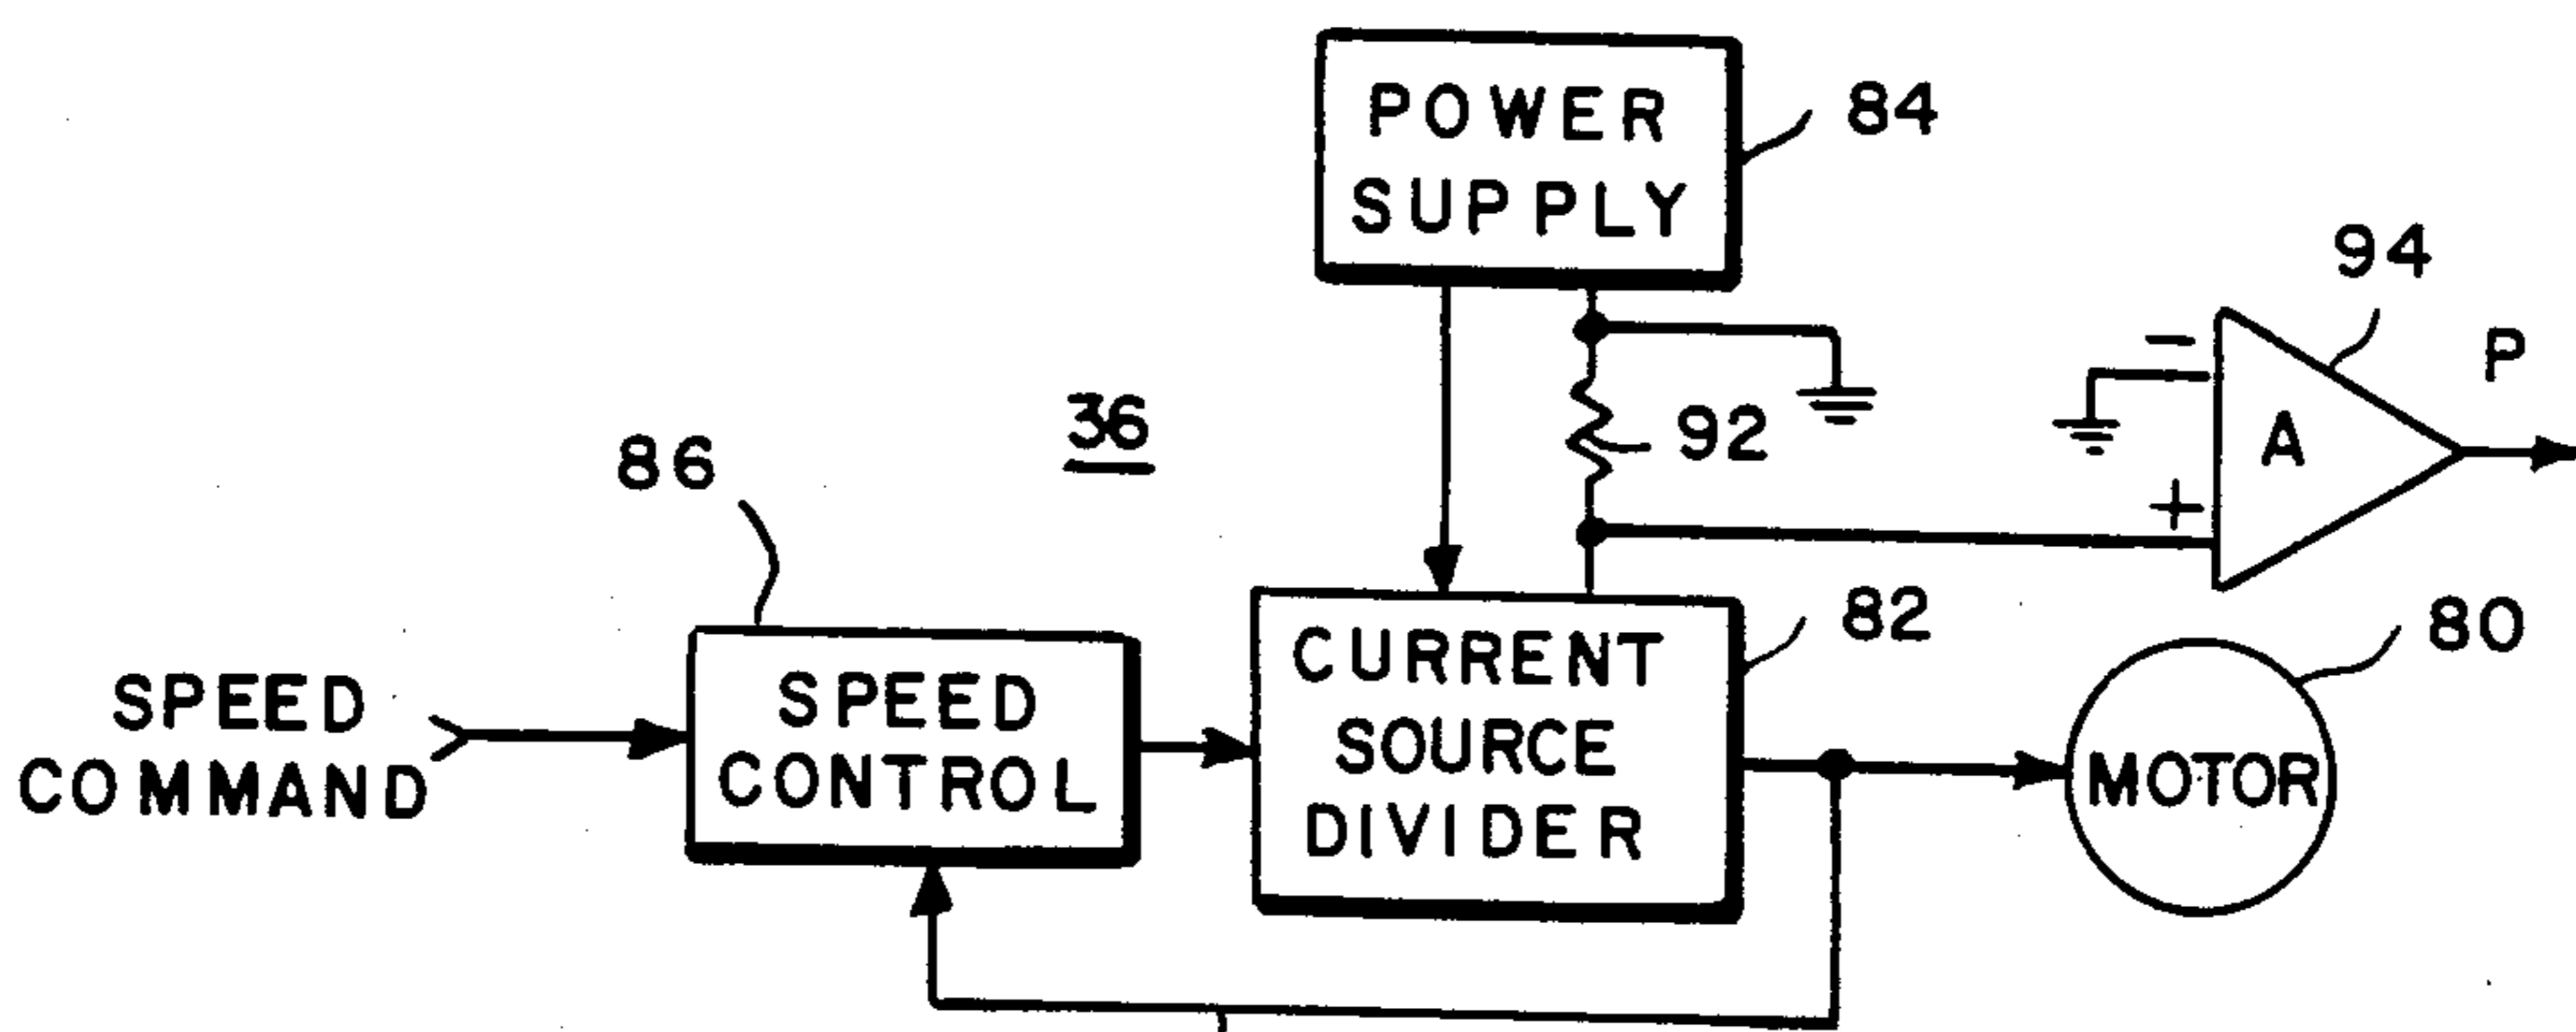 POWER
SUPPLY
84
94
P
36
92
86
A
-
+
82
80
SPEED
COMMAND
SPEED
CONTROL
CURRENT
SOURCE
DIVIDER
MOTOR